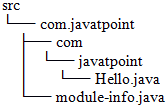 src
com.javatpoint
com
javatpoint
Hello.java
module-info.java